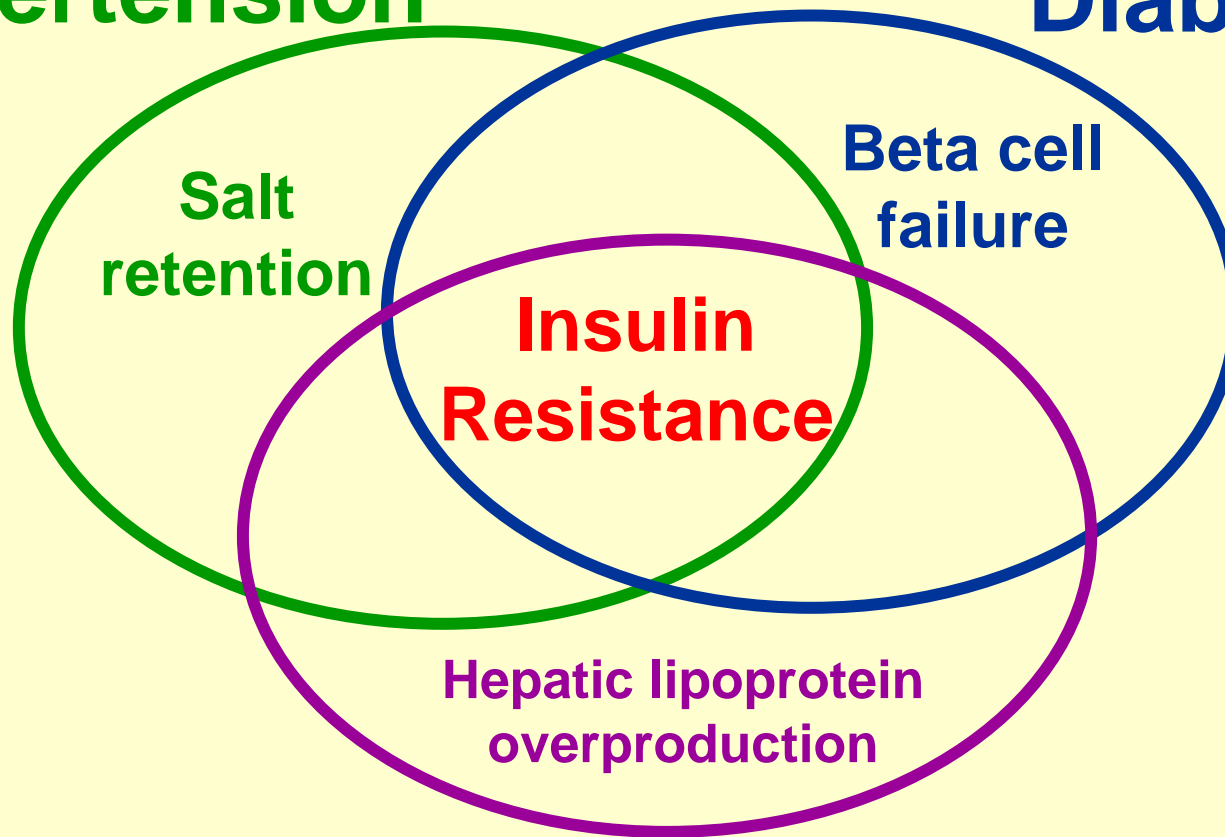 ertension
Diab
Salt
retention
Beta cell
failure
Insulin
Resistance
Hepatic lipoprotein
overproduction